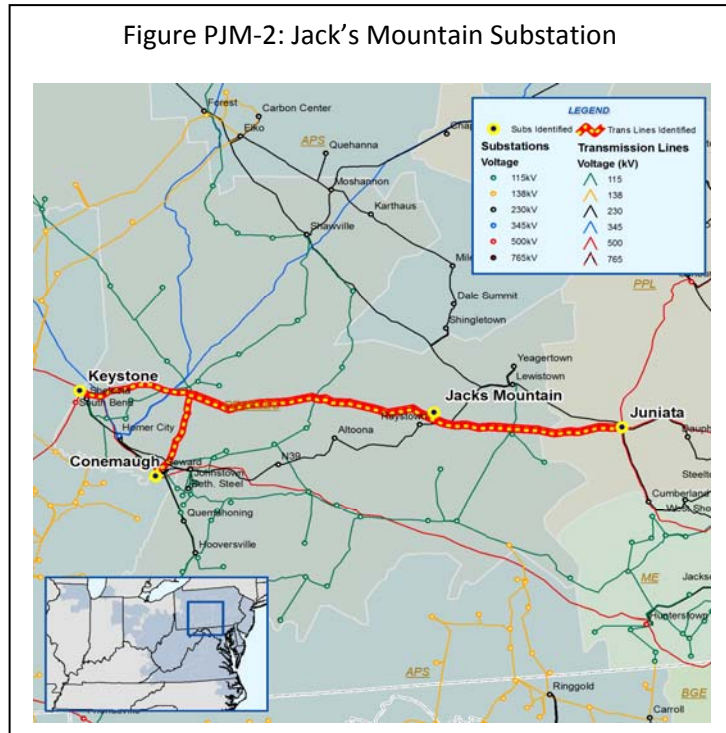 Figure PJM-2: Jack's Mountain Substation
LEGEND
Subs Identified
Trans Lines Identified
Substations
Voltage
115kV
138kV
230kV
345kV
500kV
765kV
Transmission Lines
Voltage (kV)
115
138
230
345
500
765
Forest
Carbon Center
Elko
APS
Quehanna
Moshannon
Karthaus
Shawville
Dale Summit
Shingletown
PPL
Yeagertown
Lewistown
Keystone
South Bend
Jacks Mountain
Juniata
Altoona
Homer City
Conemaugh
N39
Johnstown
Beth. Steel
Cumberland
Quemahoning
Hooversville
ME
Hunterstown
APS
Ringgold
BGE
Carroll